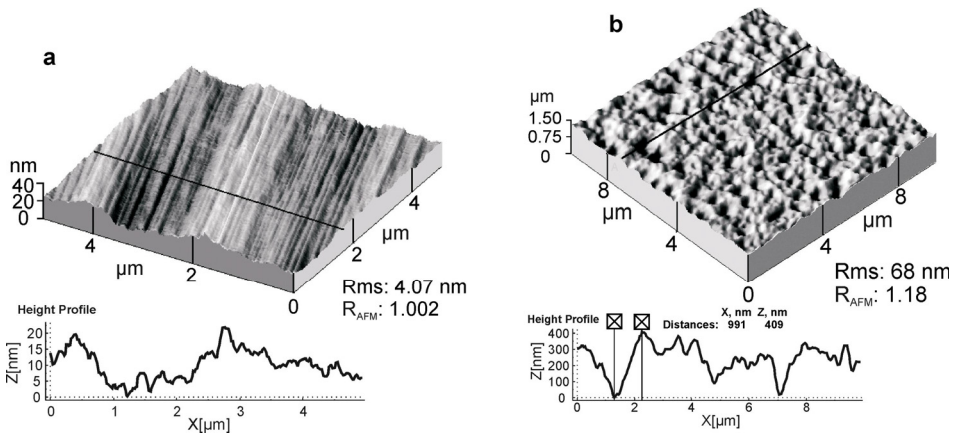 a
nm
40
20
0
4
μm
2
0
2
4
Rms: 4.07 nm
R_AFM: 1.002
Height Profile
Z[nm]
20
15
10
5
0
0 1 2 3 4
X[μm]
b
μm
1.50
0.75
0
8
μm
4
0
4
μm
8
Rms: 68 nm
R_AFM: 1.18
Height Profile
X, nm Z, nm
Distances: 991 409
Z[nm]
400
300
200
100
0
0 2 4 6 8
X[μm]